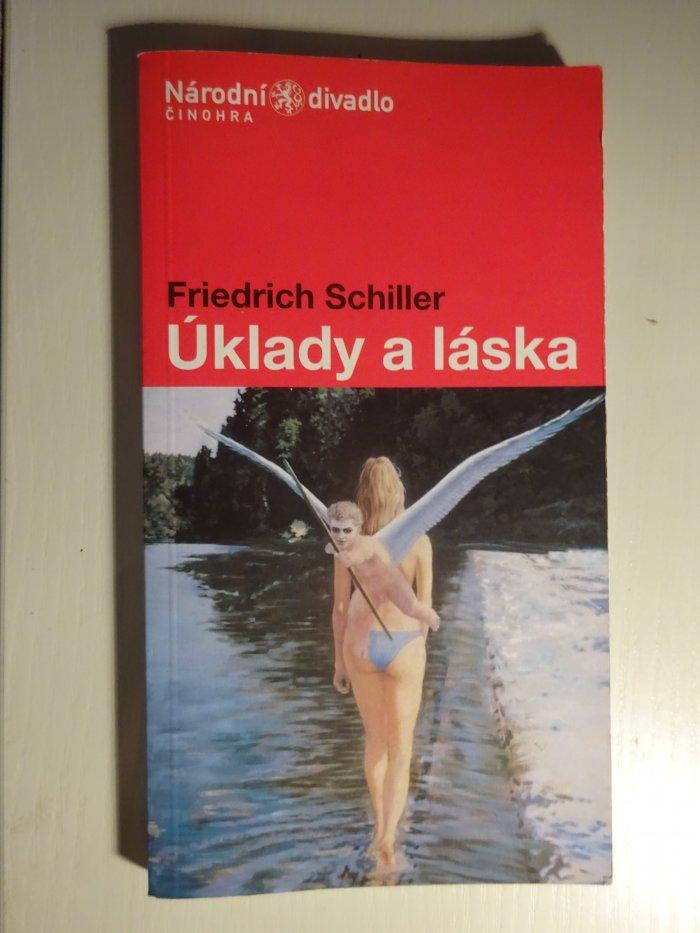 Národní divadlo
ČINOHRA
Friedrich Schiller
Úklady a láska